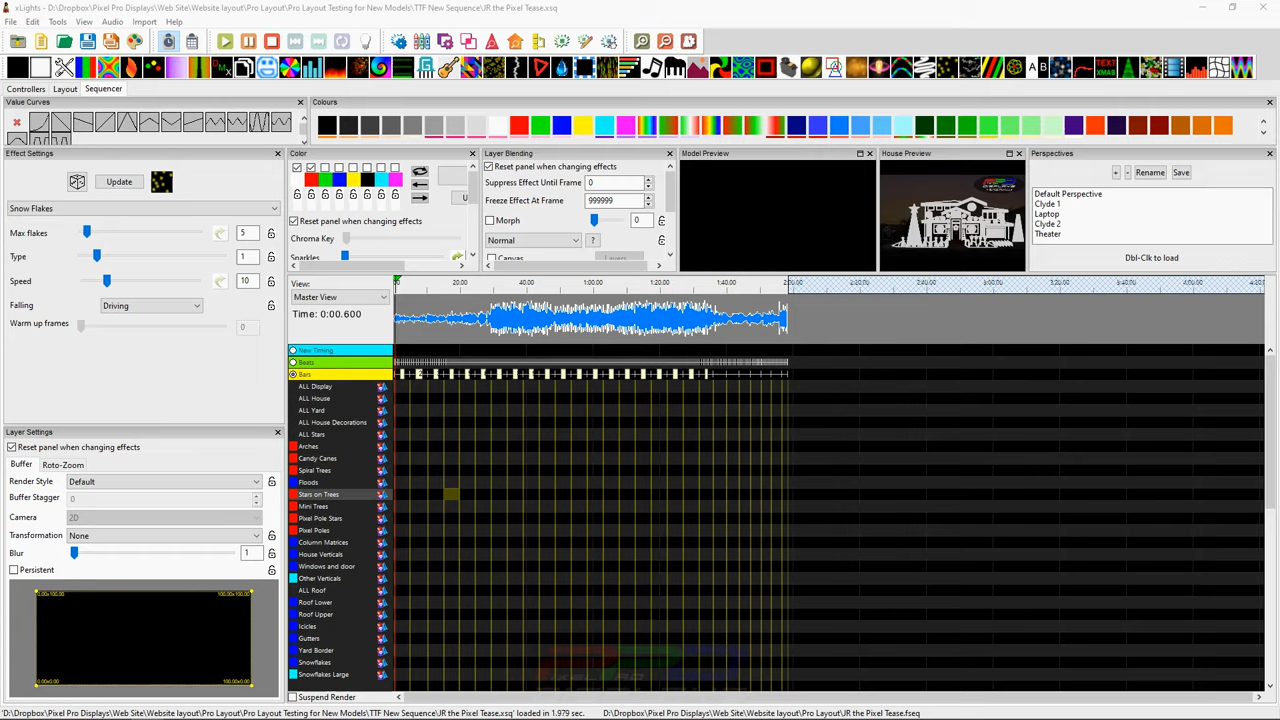 xLights - D:\Dropbox\Pixel Pro Displays\Web Site\Website layout\Pro Layout\Pro Layout Testing for New Models\TTF New Sequence\JR the Pixel Tease.xsq
File Edit Tools View Audio Import Help
Controllers Layout Sequencer
Value Curves
Colours
Effect Settings
Color
Layer Blending
Model Preview
House Preview
Perspectives
Update
Snow Flakes
Max flakes 5
Type 1
Speed 10
Falling Driving
Warm up frames 0
Reset panel when changing effects
Chroma Key
Sparkles
Reset panel when changing effects
Suppress Effect Until Frame 0
Freeze Effect At Frame 999999
Morph 0
Normal ?
Canvas Layers
+ - Rename Save
Default Perspective
Clyde 1
Laptop
Clyde 2
Theater
Dbl-Clk to load
View:
Master View
Time: 0:00.600
20.00 40.00 1:00.00 1:20.00 1:40.00 2:00.00 2:20.00 2:40.00 3:00.00 3:20.00 3:40.00
New Timing
Beats
Bars
ALL Display
ALL House
ALL Yard
ALL House Decorations
ALL Stars
Arches
Candy Canes
Spiral Trees
Floods
Stars on Trees
Mini Trees
Pixel Pole Stars
Pixel Poles
Column Matrices
House Verticals
Windows and door
Other Verticals
ALL Roof
Roof Lower
Roof Upper
Icicles
Gutters
Yard Border
Snowflakes
Snowflakes Large
Suspend Render
Layer Settings
Reset panel when changing effects
Buffer Roto-Zoom
Render Style Default
Buffer Stagger 0
Camera 2D
Transformation None
Blur 1
Persistent
0.00x100.00 100.00x100.00
0.00x0.00 100.00x0.00
D:\Dropbox\Pixel Pro Displays\Web Site\Website layout\Pro Layout\Pro Layout Testing for New Models\TTF New Sequence\JR the Pixel Tease.xsq' loaded in 1.979 sec. D:\Dropbox\Pixel Pro Displays\Web Site\Website layout\Pro Layout\JR the Pixel Tease.fseq